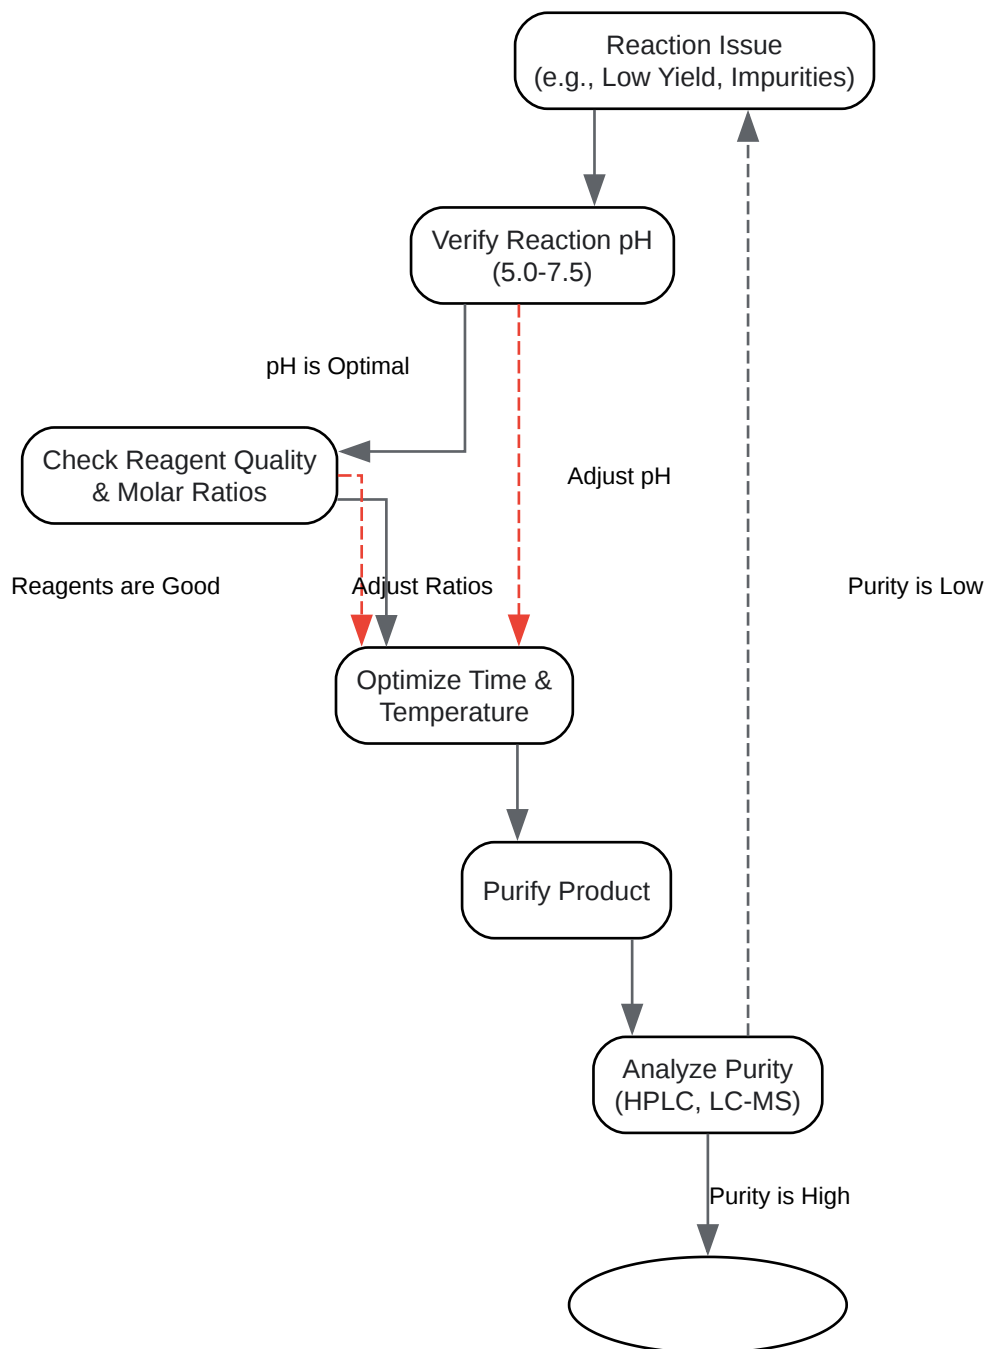 Reaction Issue
(e.g., Low Yield, Impurities)
Verify Reaction pH
(5.0-7.5)
pH is Optimal
Check Reagent Quality
& Molar Ratios
Adjust pH
Reagents are Good
Adjust Ratios
Purity is Low
Optimize Time &
Temperature
Purify Product
Analyze Purity
(HPLC, LC-MS)
Purity is High